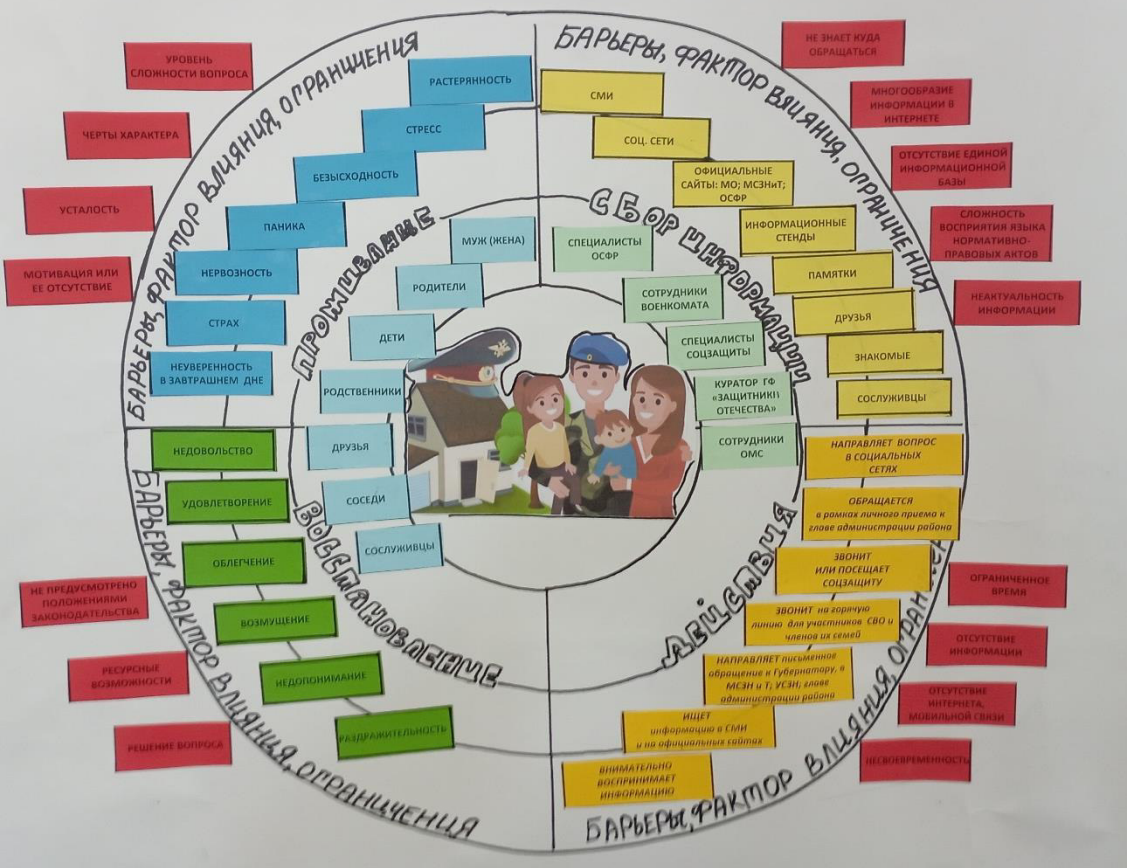 БАРЬЕРЫ, ФАКТОР ВЛИЯНИЯ, ОГРАНИЧЕНИЯ
УРОВЕНЬ
СЛОЖНОСТИ ВОПРОСА
ЧЕРТЫ ХАРАКТЕРА
УСТАЛОСТЬ
МОТИВАЦИЯ ИЛИ
ЕЕ ОТСУТСТВИЕ
РАСТЕРЯННОСТЬ
СТРЕСС
БЕЗЫСХОДНОСТЬ
ПАНИКА
НЕРВОЗНОСТЬ
СТРАХ
НЕУВЕРЕННОСТЬ
В ЗАВТРАШНЕМ ДНЕ
ПРОЖИВАНИЕ
МУЖ (ЖЕНА)
РОДИТЕЛИ
ДЕТИ
РОДСТВЕННИКИ
ДРУЗЬЯ
СОСЕДИ
СОСЛУЖИВЦЫ
БАРЬЕРЫ, ФАКТОР ВЛИЯНИЯ, ОГРАНИЧЕНИЯ
НЕ ЗНАЕТ КУДА
ОБРАЩАТЬСЯ
МНОГООБРАЗИЕ
ИНФОРМАЦИИ В
ИНТЕРНЕТЕ
ОТСУТСТВИЕ ЕДИНОЙ
ИНФОРМАЦИОННОЙ
БАЗЫ
СЛОЖНОСТЬ
ВОСПРИЯТИЯ ЯЗЫКА
НОРМАТИВНО-
ПРАВОВЫХ АКТОВ
НЕАКТУАЛЬНОСТЬ
ИНФОРМАЦИИ
СМИ
СОЦ. СЕТИ
ОФИЦИАЛЬНЫЕ
САЙТЫ: МО; МСЗНиТ;
ОСФР
ИНФОРМАЦИОННЫЕ
СТЕНДЫ
ПАМЯТКИ
ДРУЗЬЯ
ЗНАКОМЫЕ
СОСЛУЖИВЦЫ
СБОР ИНФОРМАЦИИ
СПЕЦИАЛИСТЫ
ОСФР
СОТРУДНИКИ
ВОЕНКОМАТА
СПЕЦИАЛИСТЫ
СОЦЗАЩИТЫ
КУРАТОР ГФ
«ЗАЩИТНИКИ
ОТЕЧЕСТВА»
СОТРУДНИКИ
ОМС
НЕДОВОЛЬСТВО
УДОВЛЕТВОРЕНИЕ
ОБЛЕГЧЕНИЕ
ВОЗМУЩЕНИЕ
НЕДОПОНИМАНИЕ
РАЗДРАЖИТЕЛЬНОСТЬ
ВОССТАНОВЛЕНИЕ
НЕ ПРЕДУСМОТРЕНО
ПОЛОЖЕНИЯМИ
ЗАКОНОДАТЕЛЬСТВА
РЕСУРСНЫЕ
ВОЗМОЖНОСТИ
РЕШЕНИЕ ВОПРОСА
БАРЬЕРЫ, ФАКТОР ВЛИЯНИЯ, ОГРАНИЧЕНИЯ
ДЕЙСТВИЯ
НАПРАВЛЯЕТ ВОПРОС
В СОЦИАЛЬНЫХ
СЕТЯХ
ОБРАЩАЕТСЯ
в рамках личного приема к
главе администрации района
ЗВОНИТ
ИЛИ ПОСЕЩАЕТ
СОЦЗАЩИТУ
ЗВОНИТ на горячую
линию для участников СВО и
членов их семей
НАПРАВЛЯЕТ письменное
обращение к Губернатору, в
МСЗН и Т; УСЗН; главе
администрации района
ИЩЕТ
информацию в СМИ
и на официальных сайтах
ВНИМАТЕЛЬНО
ВОСПРИНИМАЕТ
ИНФОРМАЦИЮ
ОГРАНИЧЕННОЕ
ВРЕМЯ
ОТСУТСТВИЕ
ИНФОРМАЦИИ
ОТСУТСТВИЕ
ИНТЕРНЕТА,
МОБИЛЬНОЙ СВЯЗИ
НЕСВОЕВРЕМЕННОСТЬ
БАРЬЕРЫ, ФАКТОР ВЛИЯНИЯ,